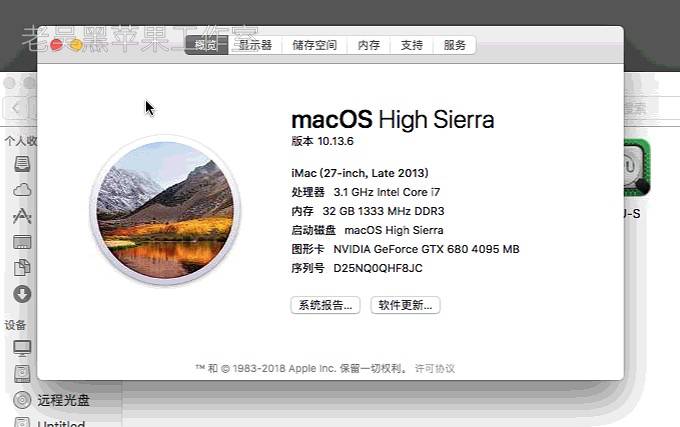 老吴黑苹果工作室
概览 显示器 储存空间 内存 支持 服务
搜索
macOS High Sierra
版本 10.13.6
个人收
iMac (27-inch, Late 2013)
处理器 3.1 GHz Intel Core i7
内存 32 GB 1333 MHz DDR3
启动磁盘 macOS High Sierra
图形卡 NVIDIA GeForce GTX 680 4095 MB
序列号 D25NQ0QHF8JC
系统报告... 软件更新...
设备
™ 和 © 1983-2018 Apple Inc. 保留一切权利。 许可协议
远程光盘
Untitled